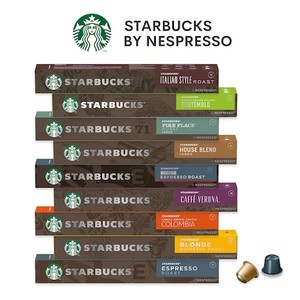 STARBUCKS
BY NESPRESSO
STARBUCKS
ITALIAN STYLE
ROAST
STARBUCKS
GUATEMALA
STARBUCKS
PIKE PLACE
STARBUCKS
HOUSE BLEND
STARBUCKS
ESPRESSO ROAST
STARBUCKS
CAFFÈ VERONA
STARBUCKS
COLOMBIA
STARBUCKS
BLONDE
STARBUCKS
ESPRESSO
ROAST